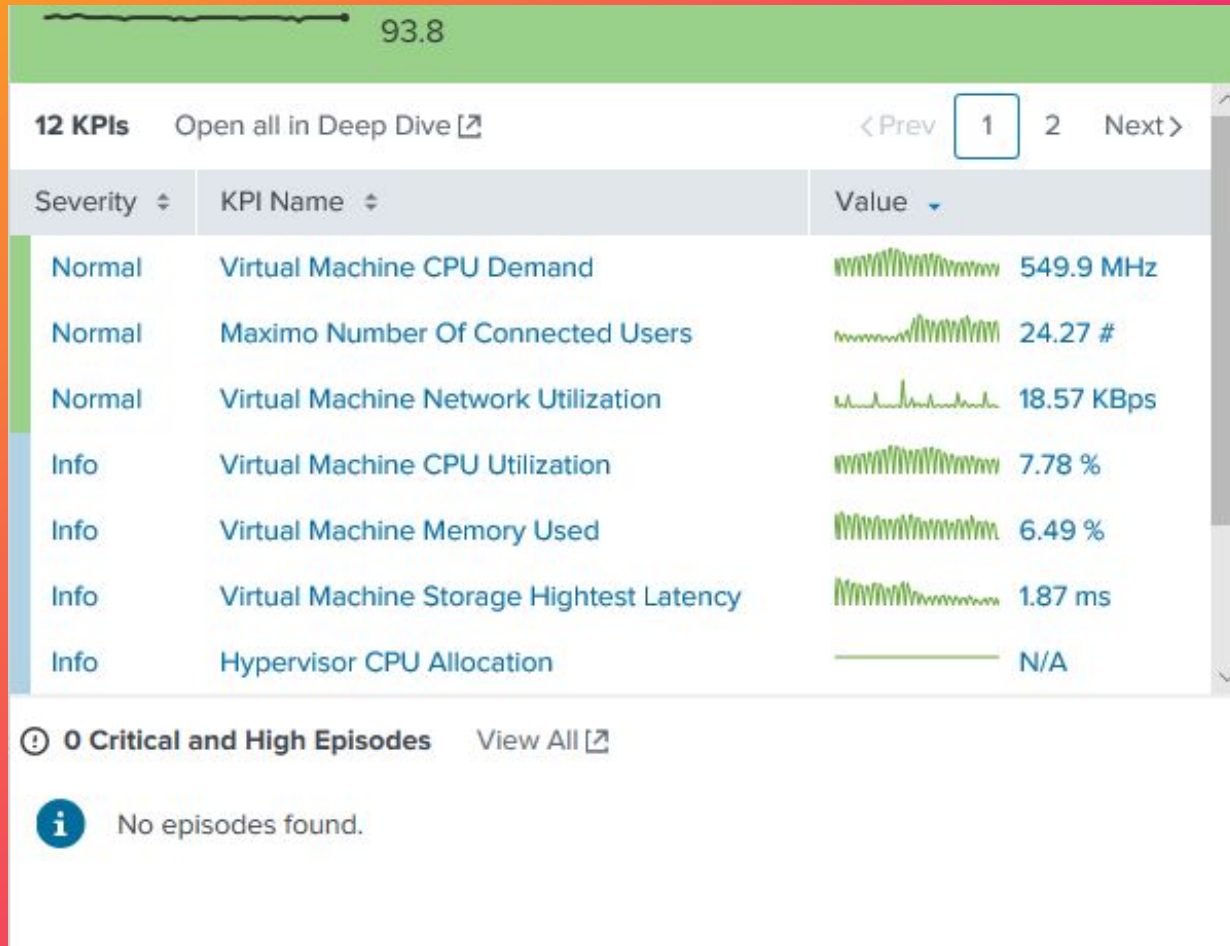 93.8
12 KPIs Open all in Deep Dive Prev 1 2 Next
Severity KPI Name Value
Normal Virtual Machine CPU Demand 549.9 MHz
Normal Maximo Number Of Connected Users 24.27 #
Normal Virtual Machine Network Utilization 18.57 KBps
Info Virtual Machine CPU Utilization 7.78 %
Info Virtual Machine Memory Used 6.49 %
Info Virtual Machine Storage Hightest Latency 1.87 ms
Info Hypervisor CPU Allocation N/A
0 Critical and High Episodes View All
No episodes found.